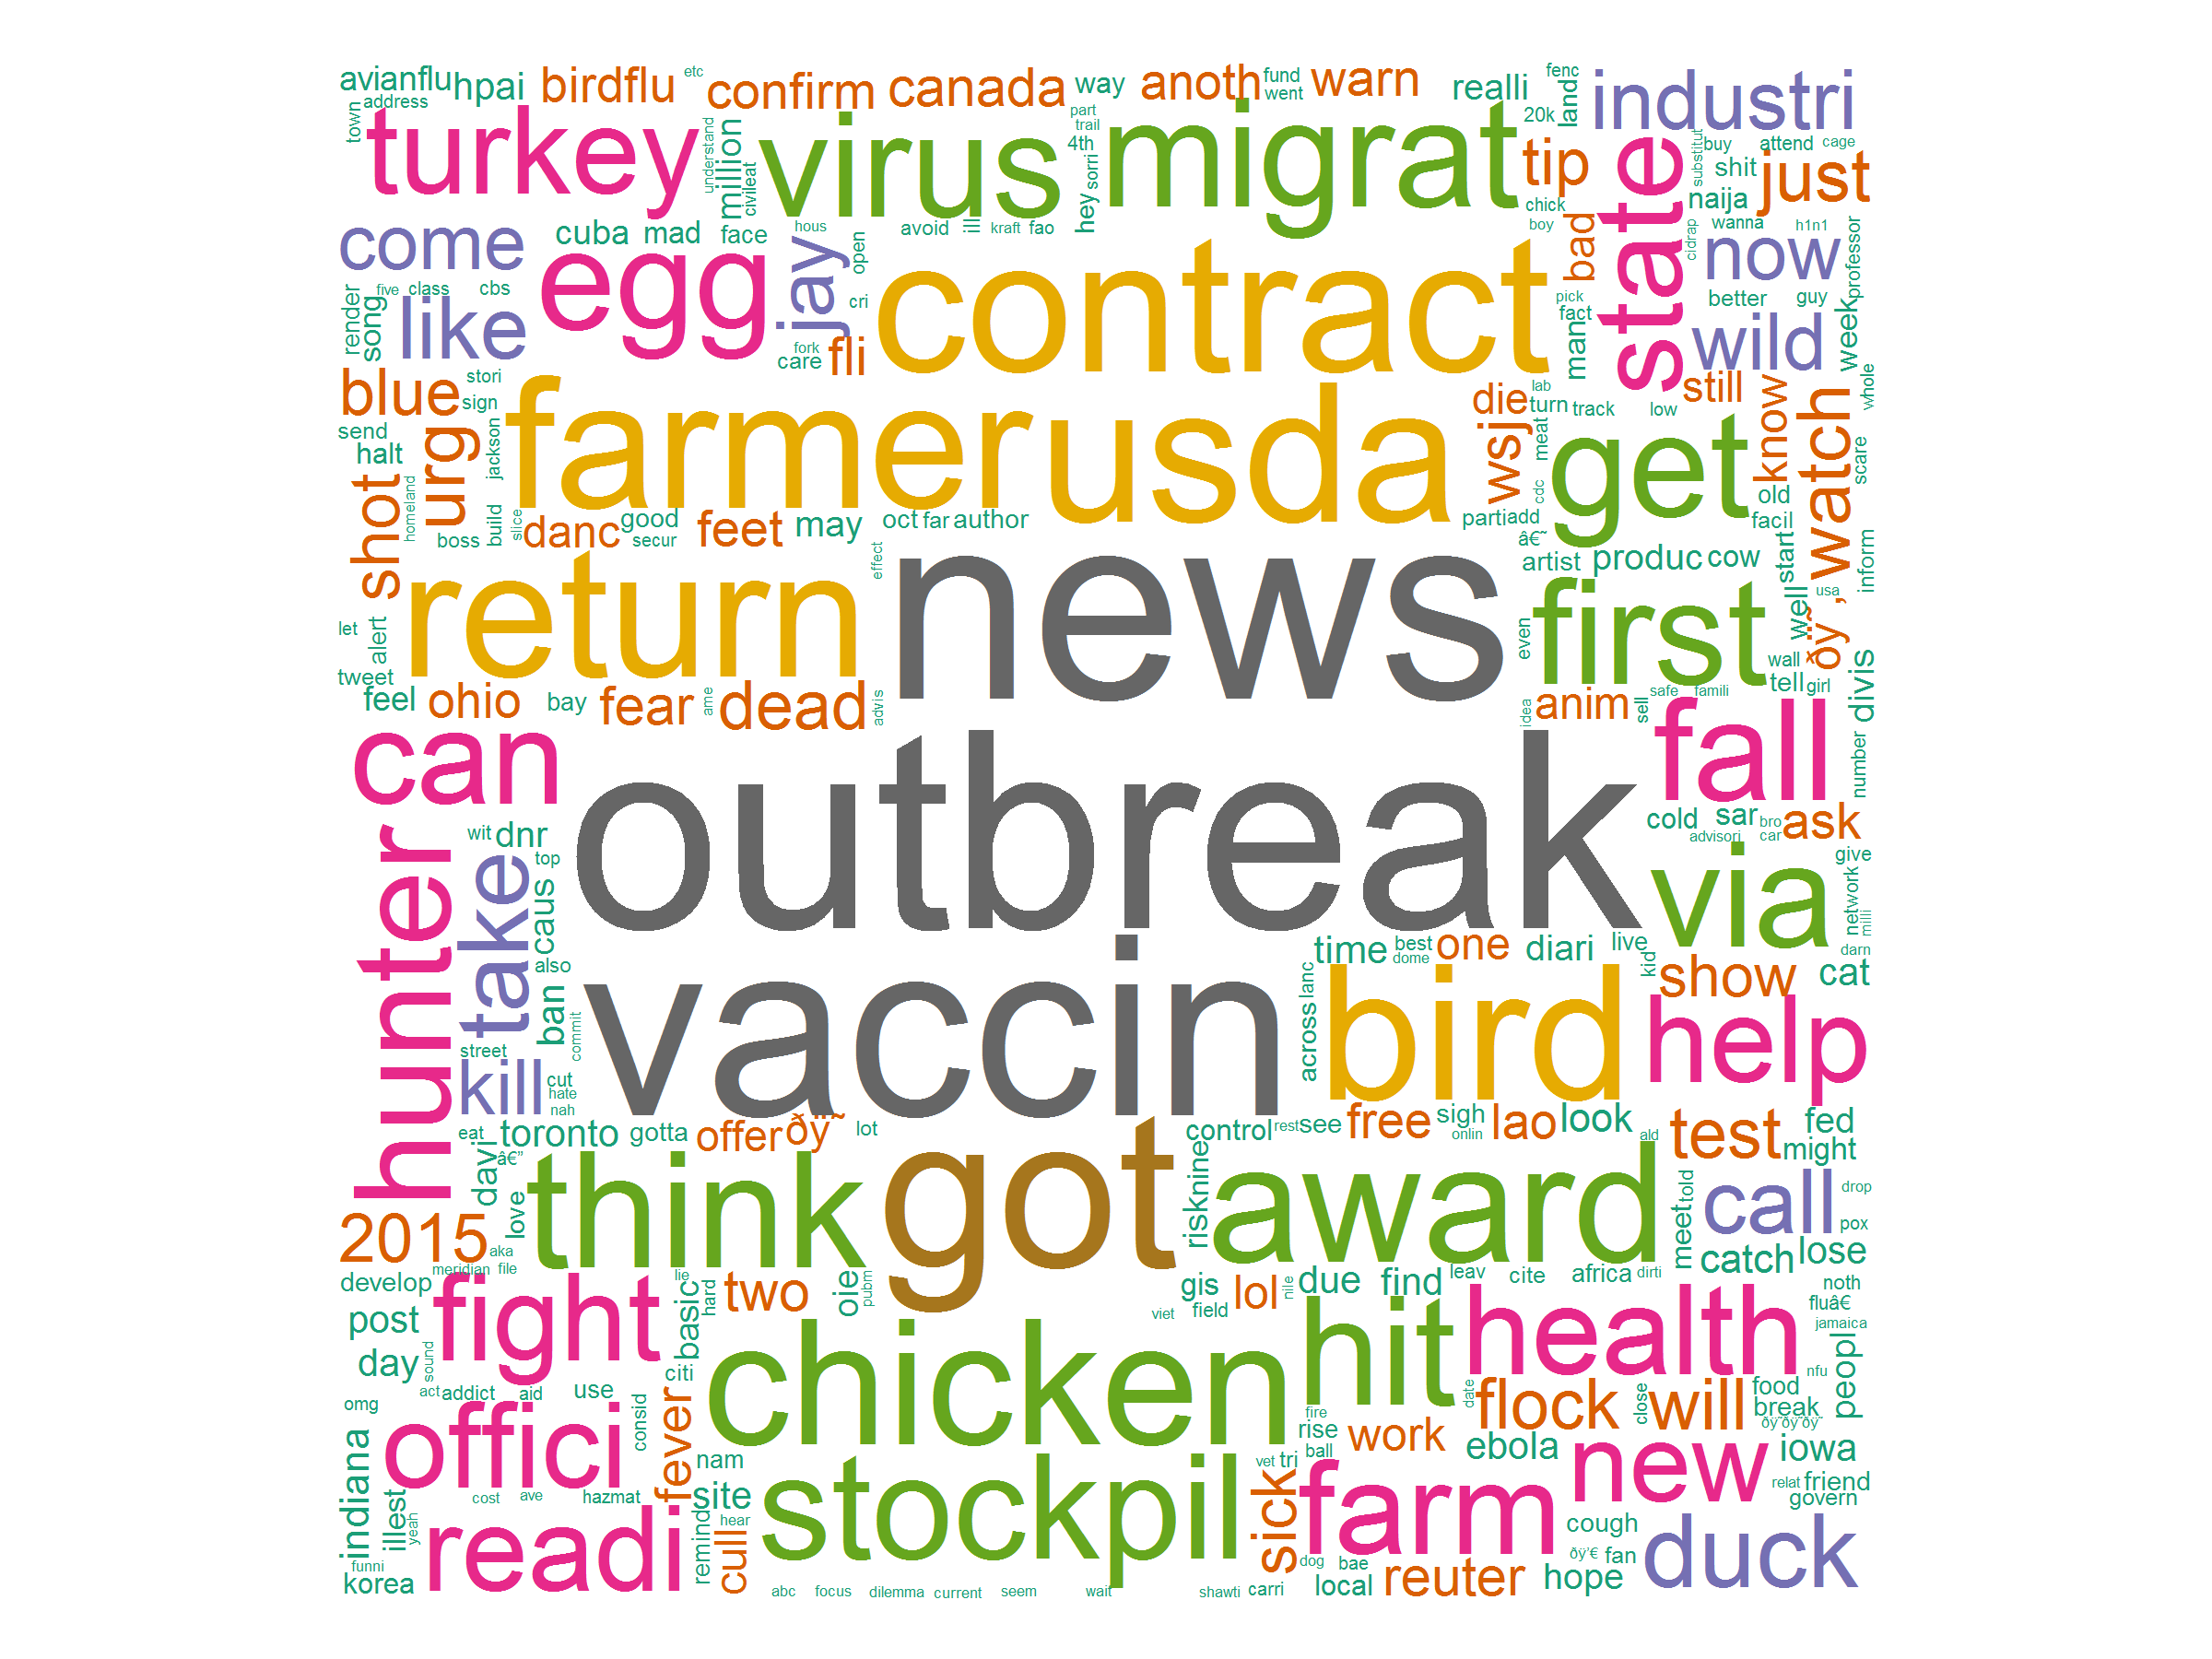 avianflu hpai birdflu etc confirm canada way anoth fund went warn realli fenc land industri
town address turkey understand million civileat virus part trail 4th hey sorri migrat 20k tip state substitut buy attend cage shit just
naija wanna h1n1 cidrap professor
come cuba mad face hous jay open avoid ill kraft fao chick boy bad now
render song five class cbs like egg cri contract pick fact man better guy week wild
fork care fli
blue stori sign farmer usda die lab turn track low still know watch whole
send halt urg jackson wsj meat cdc get scare
shot homeland boss build slice danc good secur feet may oct far author parti add â€˜ old facil
return effect news artist produc cow start inform
first usa well ðŸ˜‚
let alert tweet even wall
feel ohio bay fear ame dead advis idea anim sell safe famili tell girl divis
can outbreak fall number
hunter wit dnr take top caus cold sar bro car advisori ask
via give network milli
also ban commit vaccin time best dome one diari live kid darn show cat
street kill cut hate nah across lanc bird help
eat toronto gotta offer ðŸ˜ lot control rest see free sigh onlin lao look ald test fed might
davi â€” love think got risk nine award meet told call drop pox
2015 aka meridian file catch lose
develop lie hard two oie pubm gis field lol nile due find leav cite africa dirti noth fluâ€
post fight basic viet hit health jamaica
day sound citi chicken peopl nfu
omg act addict aid use consid fever date flock close will food break ðŸ˜ðŸ˜ðŸ˜
offici fire rise ball work ebola iowa
indiana illest yeah cost ave hazmat nam site vet tri new relat friend govern
funni korea readi remind hear cull stockpil sick farm cough ðŸ’€ fan duck
abc focus dilemma current seem wait shawti carri dog bae local reuter hope